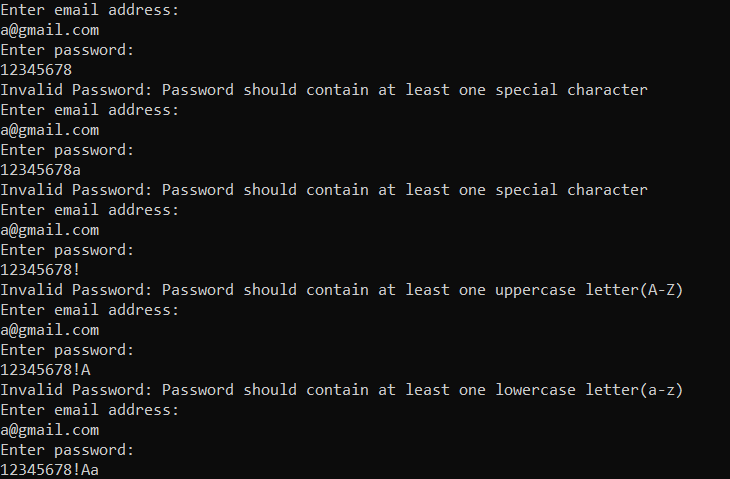 Enter email address:
a@gmail.com
Enter password:
12345678
Invalid Password: Password should contain at least one special character
Enter email address:
a@gmail.com
Enter password:
12345678a
Invalid Password: Password should contain at least one special character
Enter email address:
a@gmail.com
Enter password:
12345678!
Invalid Password: Password should contain at least one uppercase letter(A-Z)
Enter email address:
a@gmail.com
Enter password:
12345678!A
Invalid Password: Password should contain at least one lowercase letter(a-z)
Enter email address:
a@gmail.com
Enter password:
12345678!Aa